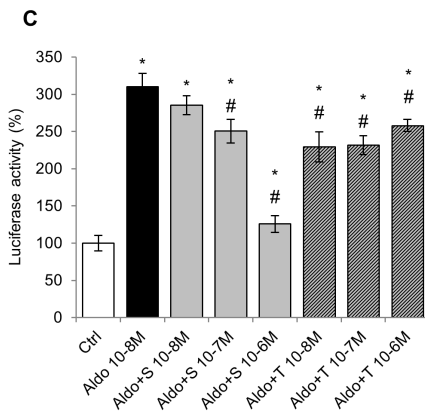 C
350
300
250
200
150
100
50
0
Luciferase activity (%)
* * * * * * *
# # # # #
Ctrl
Aldo 10-8M
Aldo+S 10-8M
Aldo+S 10-7M
Aldo+S 10-6M
Aldo+T 10-8M
Aldo+T 10-7M
Aldo+T 10-6M